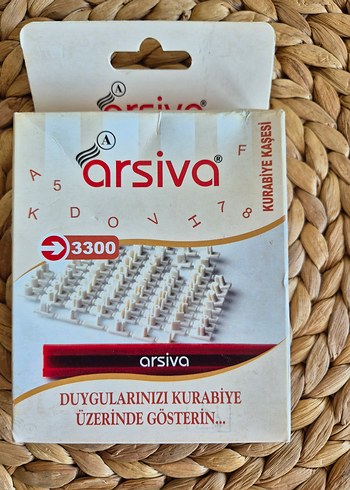 A
arsiva®
A
arsiva®
KURABİYE KAŞESİ
A 5 F
K D O V I 7 8
3300
arsiva
DUYGULARINIZI KURABİYE
ÜZERİNDE GÖSTERİN...